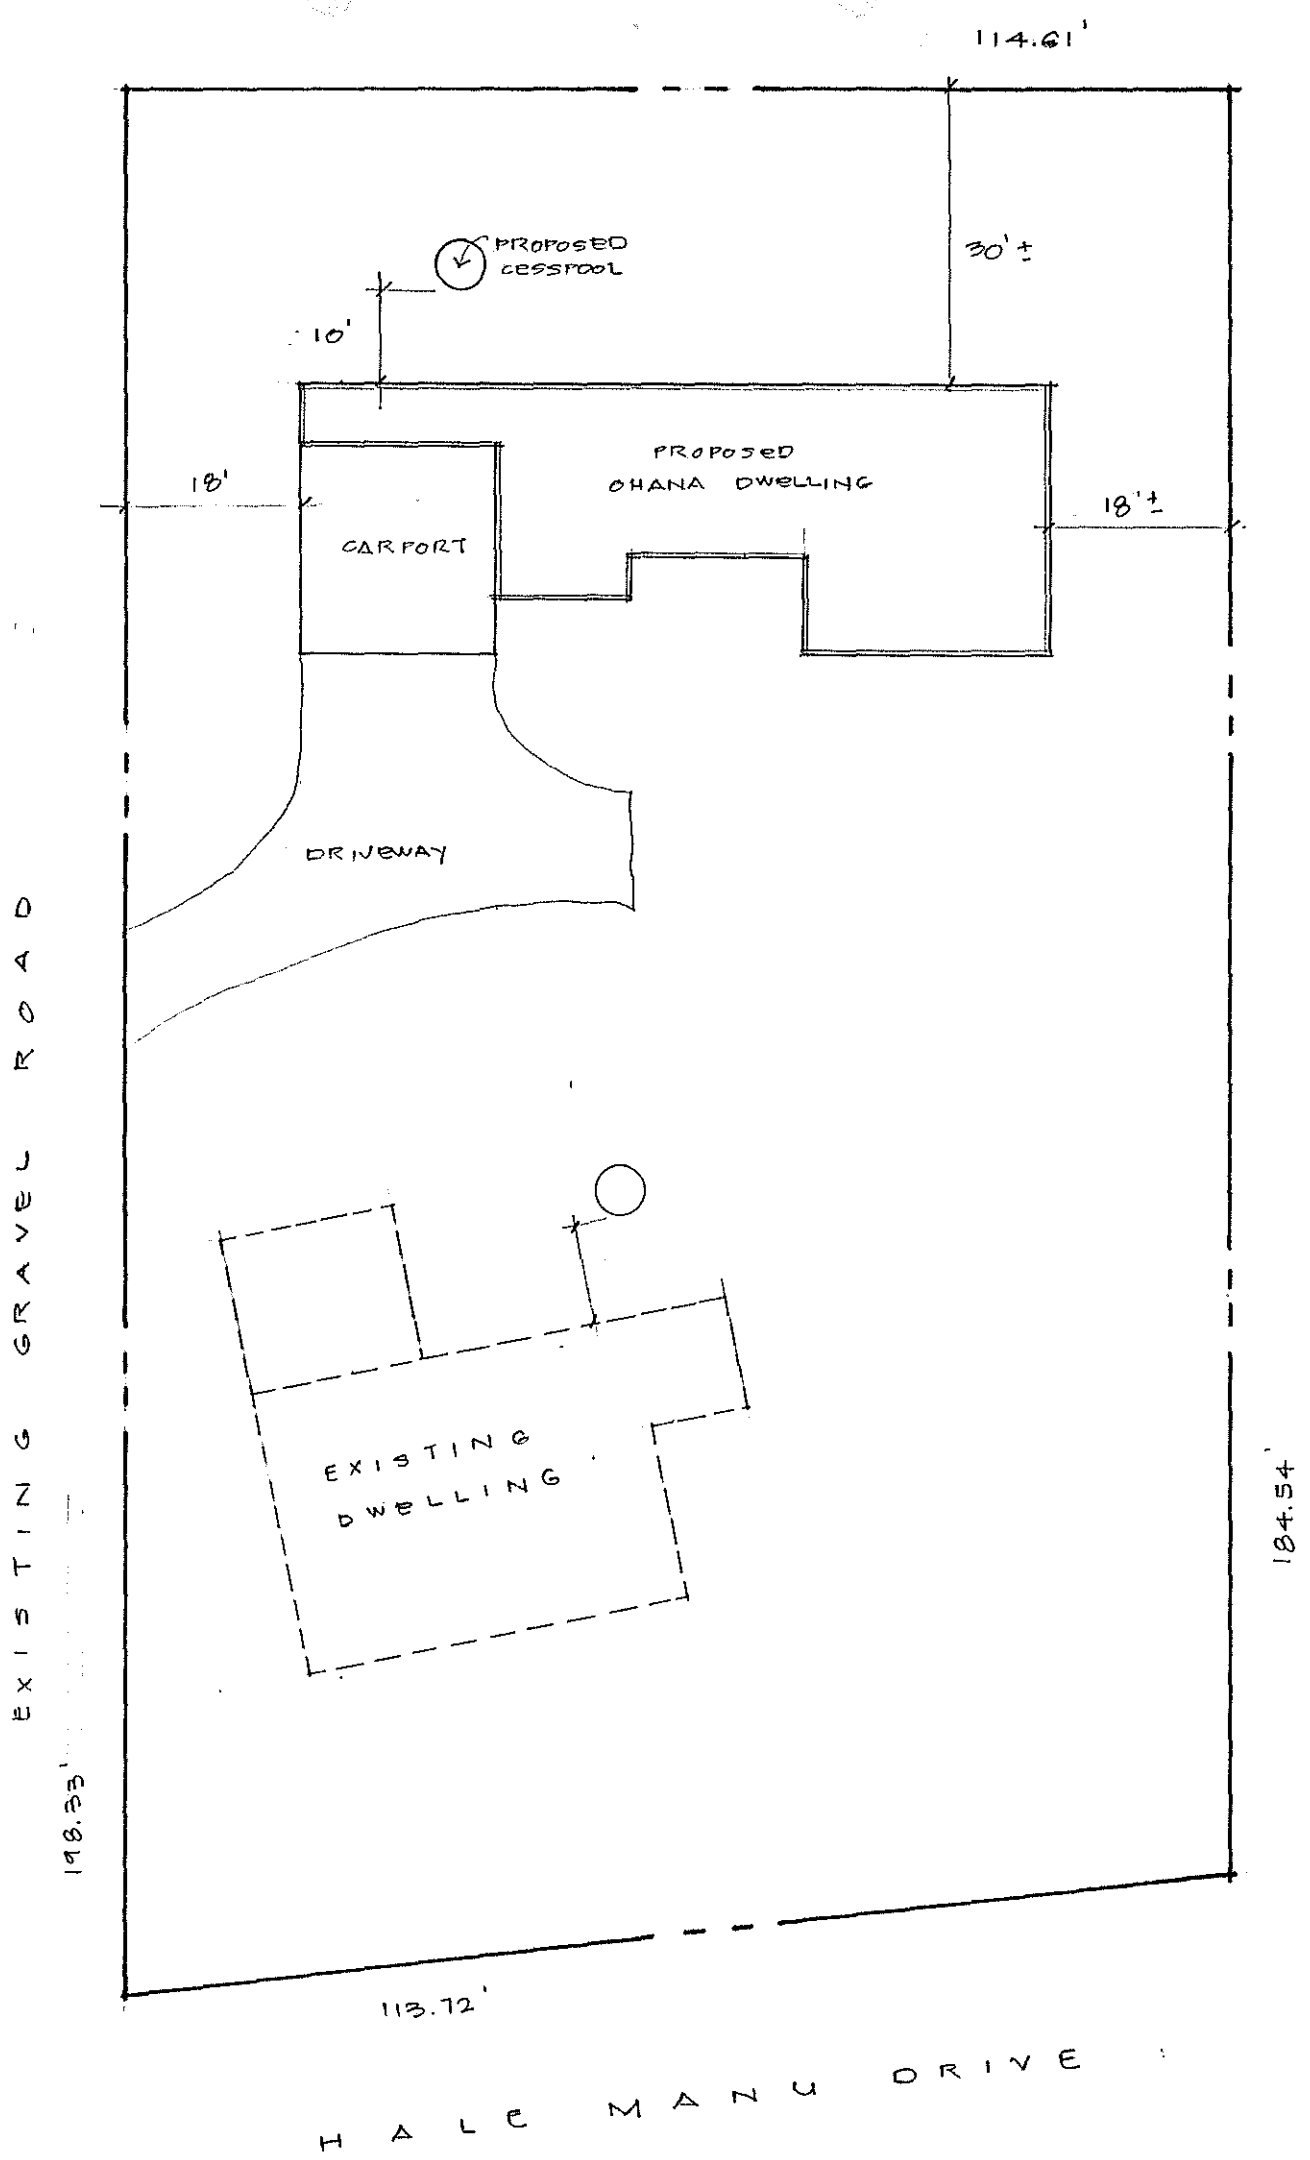 114.61'
PROPOSED
CESSPOOL
30' ±
10'
PROPOSED
OHANA DWELLING
18'
18' ±
CARPORT
DRIVEWAY
EXISTING GRAVEL ROAD
EXISTING
DWELLING
184.54'
198.33'
113.72'
HALE MANU DRIVE